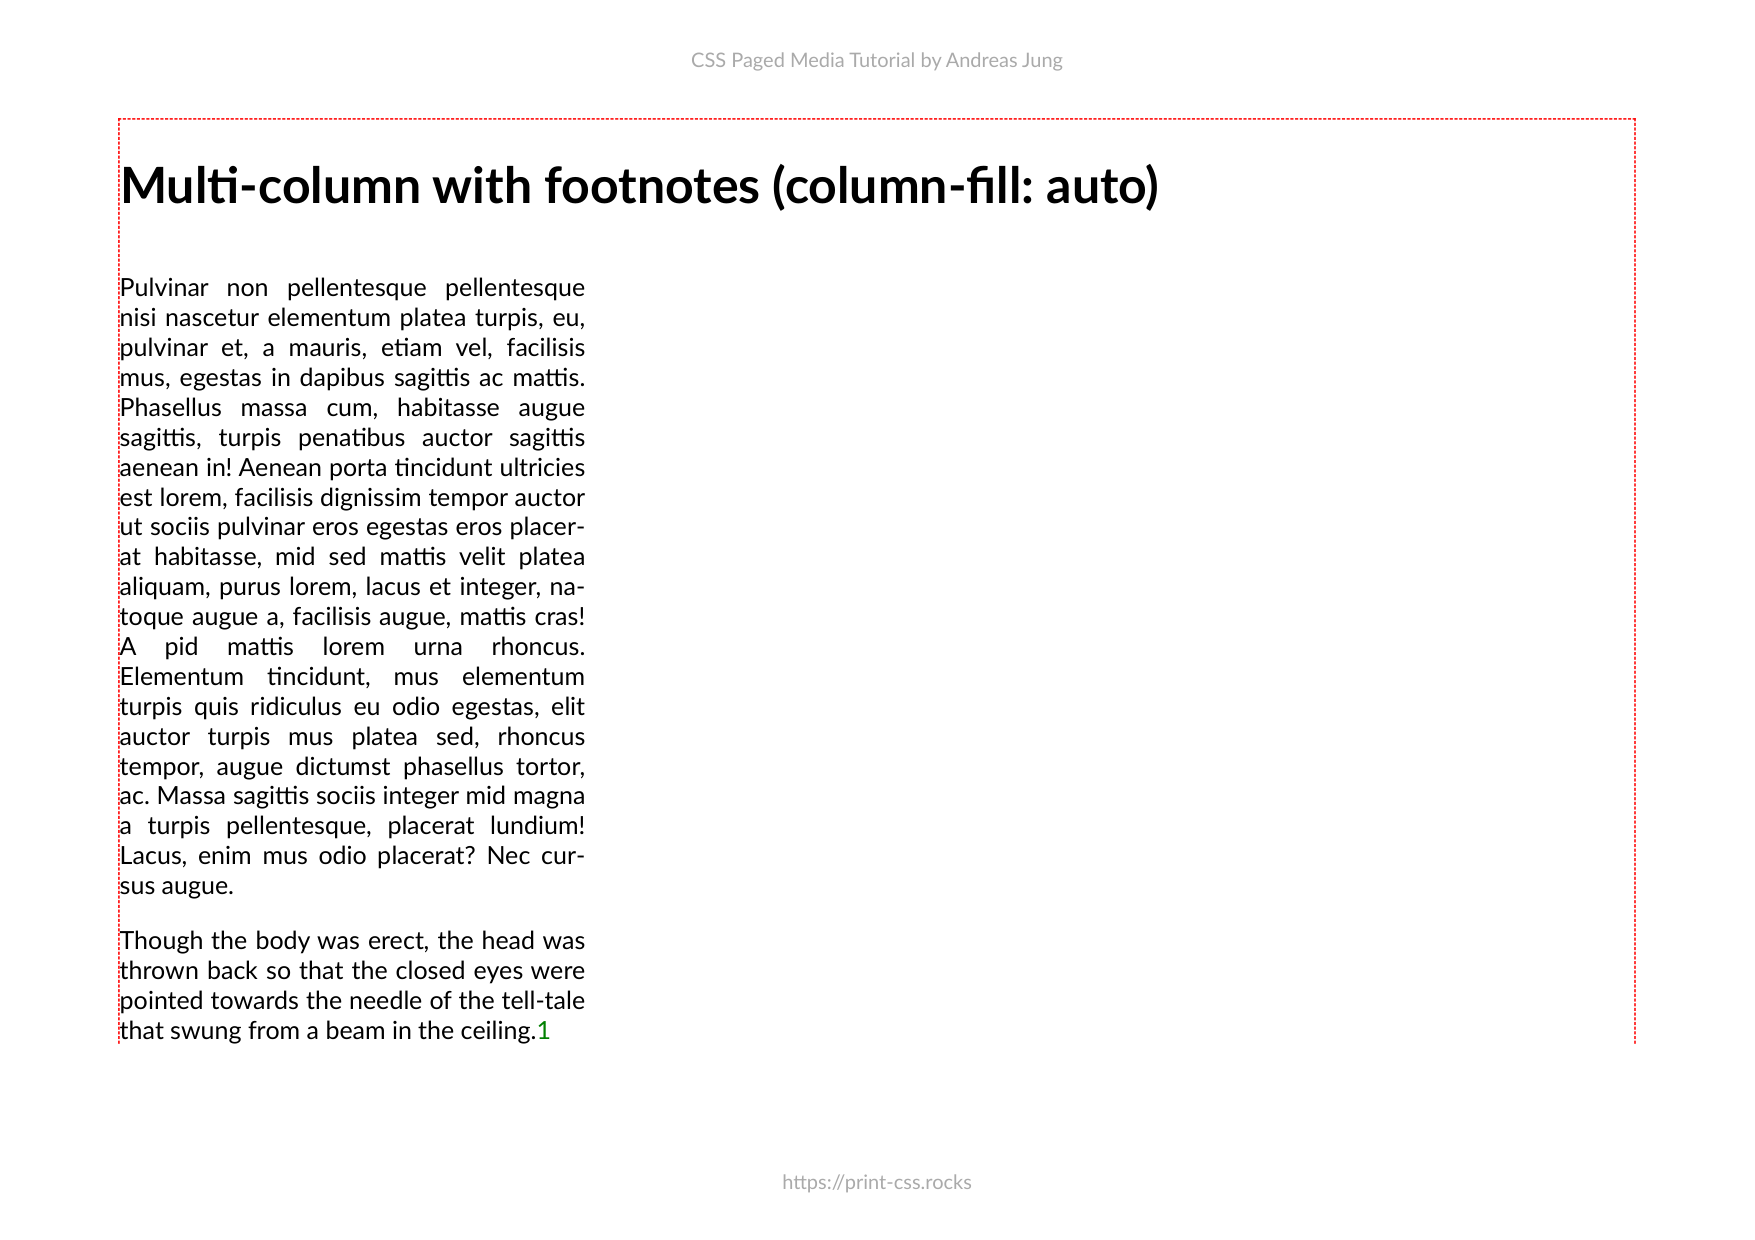 CSS Paged Media Tutorial by Andreas Jung
Multi-column with footnotes (column-fill: auto)
Pulvinar non pellentesque pellentesque
nisi nascetur elementum platea turpis, eu,
pulvinar et, a mauris, etiam vel, facilisis
mus, egestas in dapibus sagittis ac mattis.
Phasellus massa cum, habitasse augue
sagittis, turpis penatibus auctor sagittis
aenean in! Aenean porta tincidunt ultricies
est lorem, facilisis dignissim tempor auctor
ut sociis pulvinar eros egestas eros placer-
at habitasse, mid sed mattis velit platea
aliquam, purus lorem, lacus et integer, na-
toque augue a, facilisis augue, mattis cras!
A pid mattis lorem urna rhoncus.
Elementum tincidunt, mus elementum
turpis quis ridiculus eu odio egestas, elit
auctor turpis mus platea sed, rhoncus
tempor, augue dictumst phasellus tortor,
ac. Massa sagittis sociis integer mid magna
a turpis pellentesque, placerat lundium!
Lacus, enim mus odio placerat? Nec cur-
sus augue.
Though the body was erect, the head was
thrown back so that the closed eyes were
pointed towards the needle of the tell-tale
that swung from a beam in the ceiling.1
https://print-css.rocks